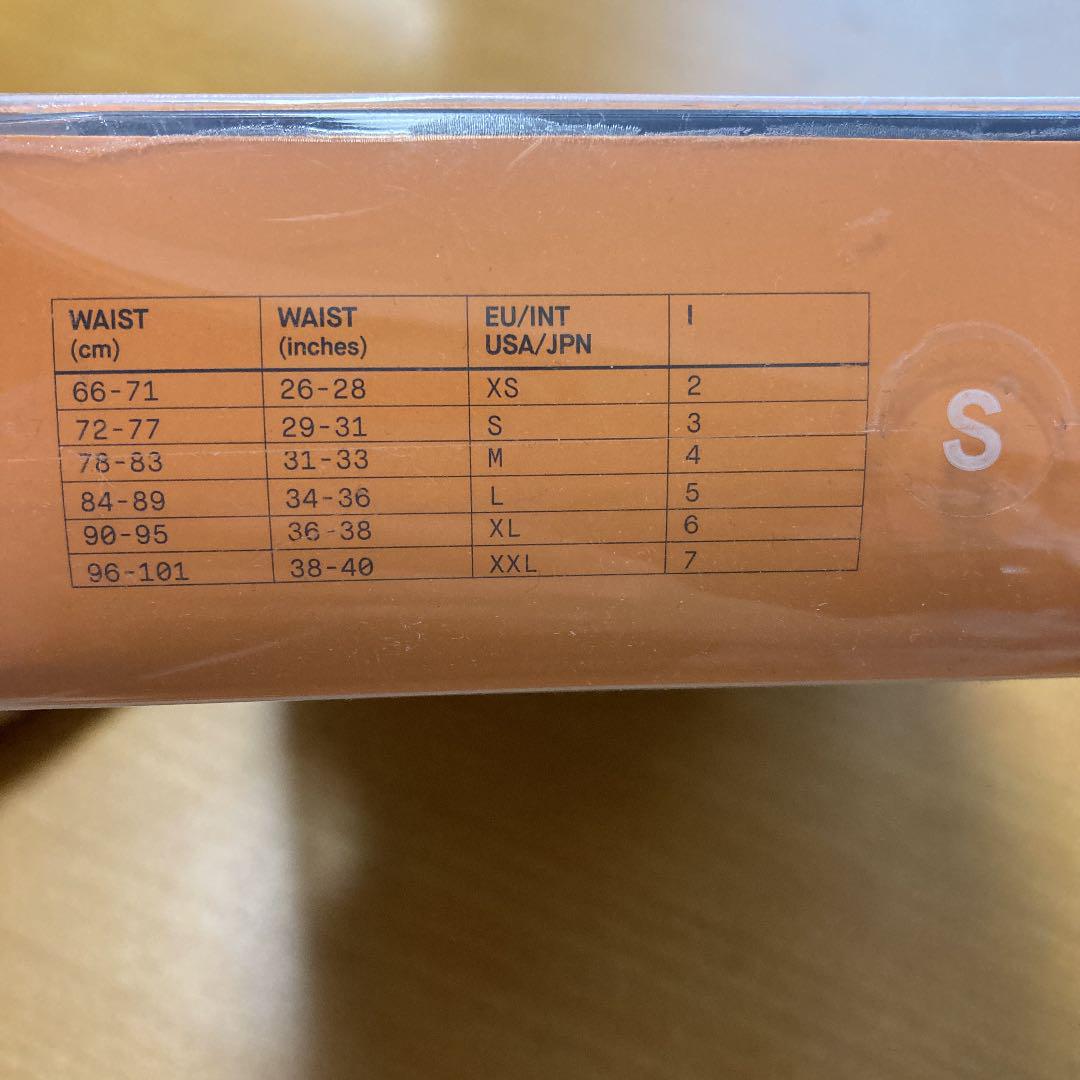 WAIST (cm) WAIST (inches) EU/INT USA/JPN I
66-71 26-28 XS 2
72-77 29-31 S 3
78-83 31-33 M 4
84-89 34-36 L 5
90-95 36-38 XL 6
96-101 38-40 XXL 7
S